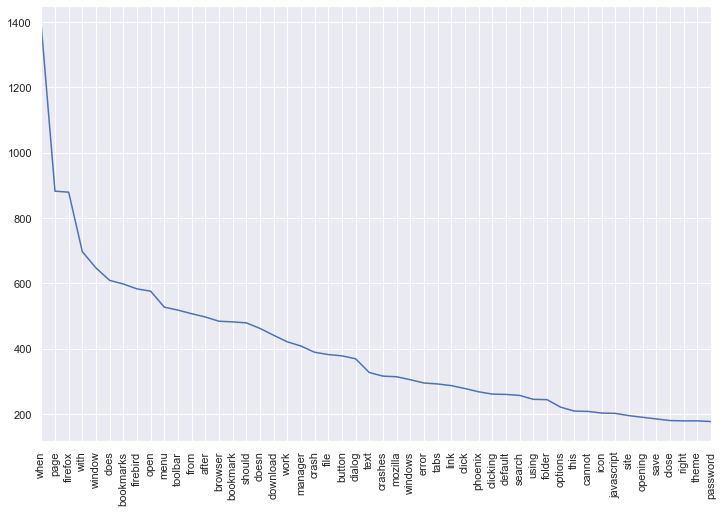 1400
1200
1000
800
600
400
200
when
page
firefox
with
window
does
bookmarks
firebird
open
menu
toolbar
from
after
browser
bookmark
should
doesn
download
work
manager
crash
file
button
dialog
text
crashes
mozilla
windows
error
tabs
link
click
phoenix
clicking
default
search
using
folder
options
this
cannot
icon
javascript
site
opening
save
close
right
theme
password